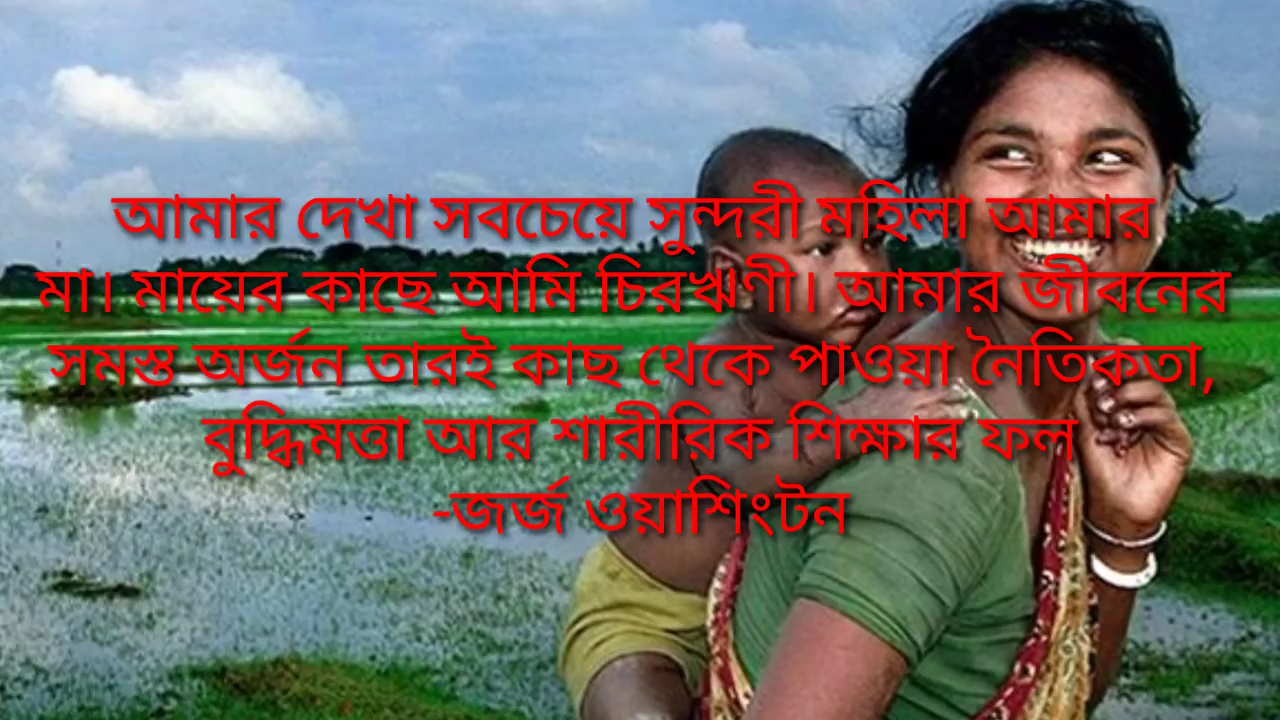 আমার দেখা সবচেয়ে সুন্দরী মহিলা আমার
মা। মায়ের কাছে আমি চিরঋণী। আমার জীবনের
সমস্ত অর্জন তারই কাছ থেকে পাওয়া নৈতিকতা,
বুদ্ধিমত্তা আর শারীরিক শিক্ষার ফল
-জর্জ ওয়াশিংটন